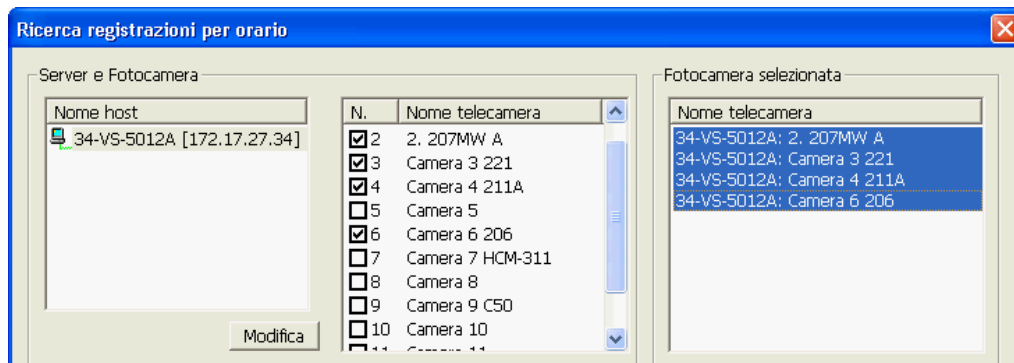 Ricerca registrazioni per orario
Server e Fotocamera
Nome host
34-VS-5012A [172.17.27.34]
Modifica
N. Nome telecamera
2 2. 207MW A
3 Camera 3 221
4 Camera 4 211A
5 Camera 5
6 Camera 6 206
7 Camera 7 HCM-311
8 Camera 8
9 Camera 9 C50
10 Camera 10
11 Camera 11
Fotocamera selezionata
Nome telecamera
34-VS-5012A: 2. 207MW A
34-VS-5012A: Camera 3 221
34-VS-5012A: Camera 4 211A
34-VS-5012A: Camera 6 206